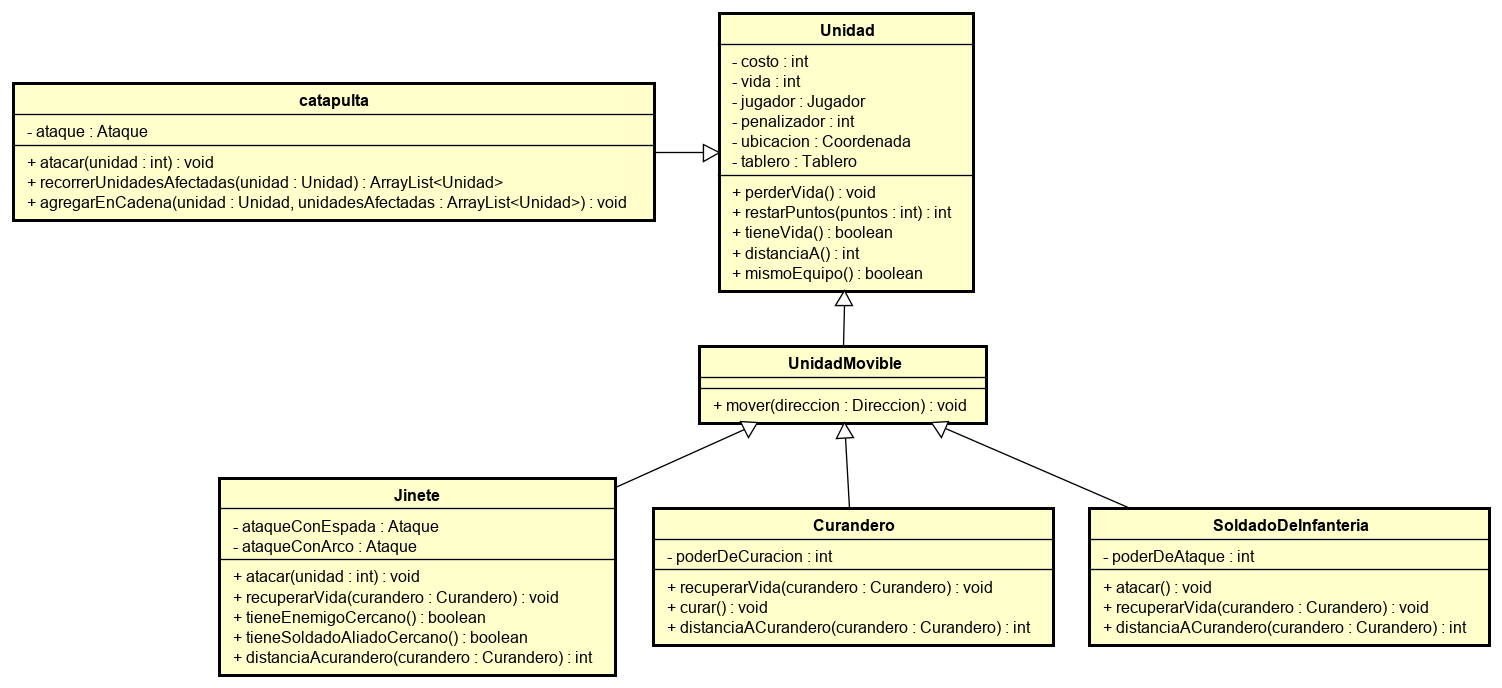 Unidad
- costo : int
- vida : int
- jugador : Jugador
- penalizador : int
- ubicacion : Coordenada
- tablero : Tablero
+ perderVida() : void
+ restarPuntos(puntos : int) : int
+ tieneVida() : boolean
+ distanciaA() : int
+ mismoEquipo() : boolean
catapulta
- ataque : Ataque
+ atacar(unidad : int) : void
+ recorrerUnidadesAfectadas(unidad : Unidad) : ArrayList<Unidad>
+ agregarEnCadena(unidad : Unidad, unidadesAfectadas : ArrayList<Unidad>) : void
UnidadMovible
+ mover(direccion : Direccion) : void
Jinete
- ataqueConEspada : Ataque
- ataqueConArco : Ataque
+ atacar(unidad : int) : void
+ recuperarVida(curandero : Curandero) : void
+ tieneEnemigoCercano() : boolean
+ tieneSoldadoAliadoCercano() : boolean
+ distanciaAcurandero(curandero : Curandero) : int
Curandero
- poderDeCuracion : int
+ recuperarVida(curandero : Curandero) : void
+ curar() : void
+ distanciaACurandero(curandero : Curandero) : int
SoldadoDeInfanteria
- poderDeAtaque : int
+ atacar() : void
+ recuperarVida(curandero : Curandero) : void
+ distanciaACurandero(curandero : Curandero) : int